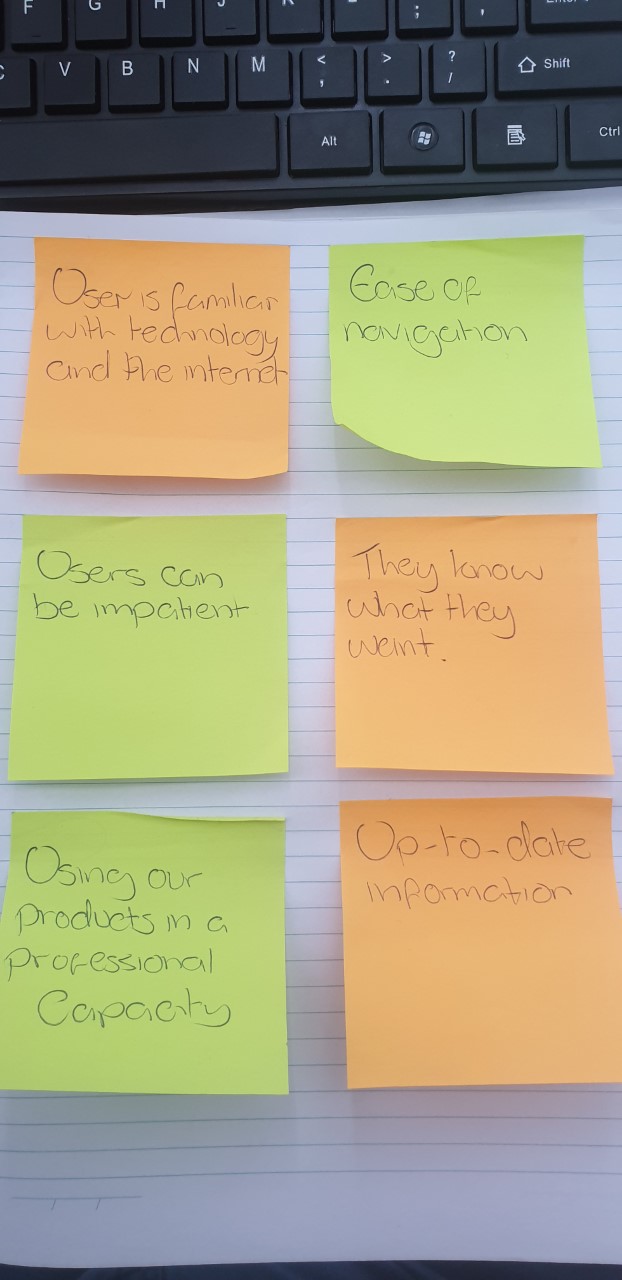 F G H J K L : ; " ' Enter
C V B N M < , > . ? / Shift
Alt Ctrl
User is familiar
with technology
and the internet
Ease of
navigation
Users can
be impatient
They know
what they
want.
Using our
products in a
professional
Capacity
Up-to-date
information